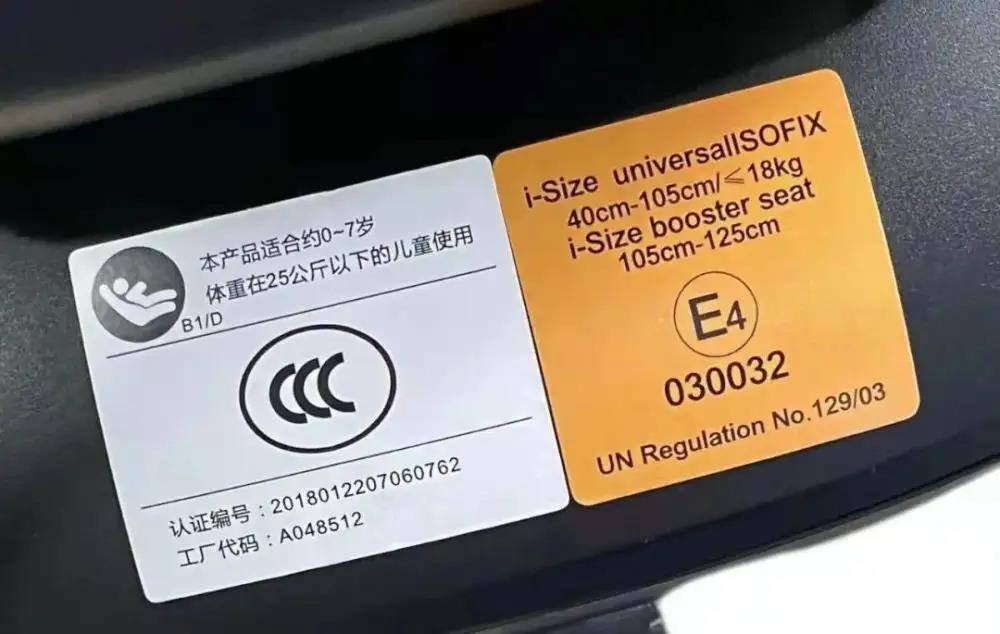 本产品适合约0~7岁
体重在25公斤以下的儿童使用
B1/D
CCC
认证编号：2018012207060762
工厂代码：A048512
i-Size universalISOFIX
40cm-105cm/≤18kg
i-Size booster seat
105cm-125cm
E4
030032
UN Regulation No.129/03